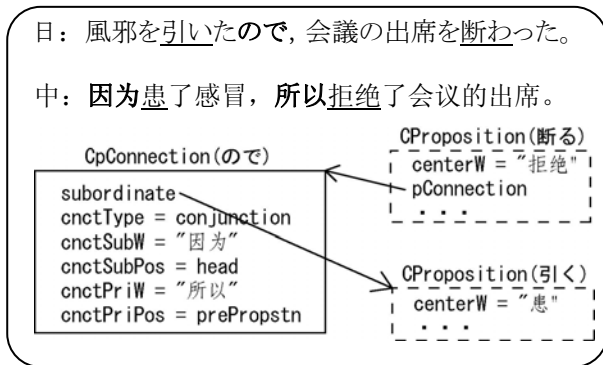 日：風邪を引いたので，会議の出席を断わった。
中：因为患了感冒，所以拒绝了会议的出席。
CpConnection(ので)
subordinate
cnctType = conjunction
cnctSubW = "因为"
cnctSubPos = head
cnctPriW = "所以"
cnctPriPos = prePropstn
CProposition(断る)
centerW = "拒绝"
pConnection
・・・
CProposition(引く)
centerW = "患"
・・・